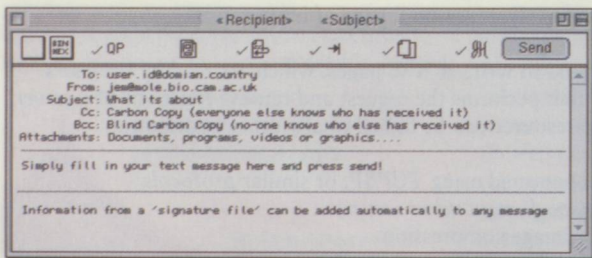 «Recipient» «Subject»
BIN HEX QP Send
To: user.id@domian.country
From: jem@mole.bio.cam.ac.uk
Subject: What its about
Cc: Carbon Copy (everyone else knows who has received it)
Bcc: Blind Carbon Copy (no-one knows who else has received it)
Attachments: Documents, programs, videos or graphics....
Simply fill in your text message here and press send!
Information from a 'signature file' can be added automatically to any message